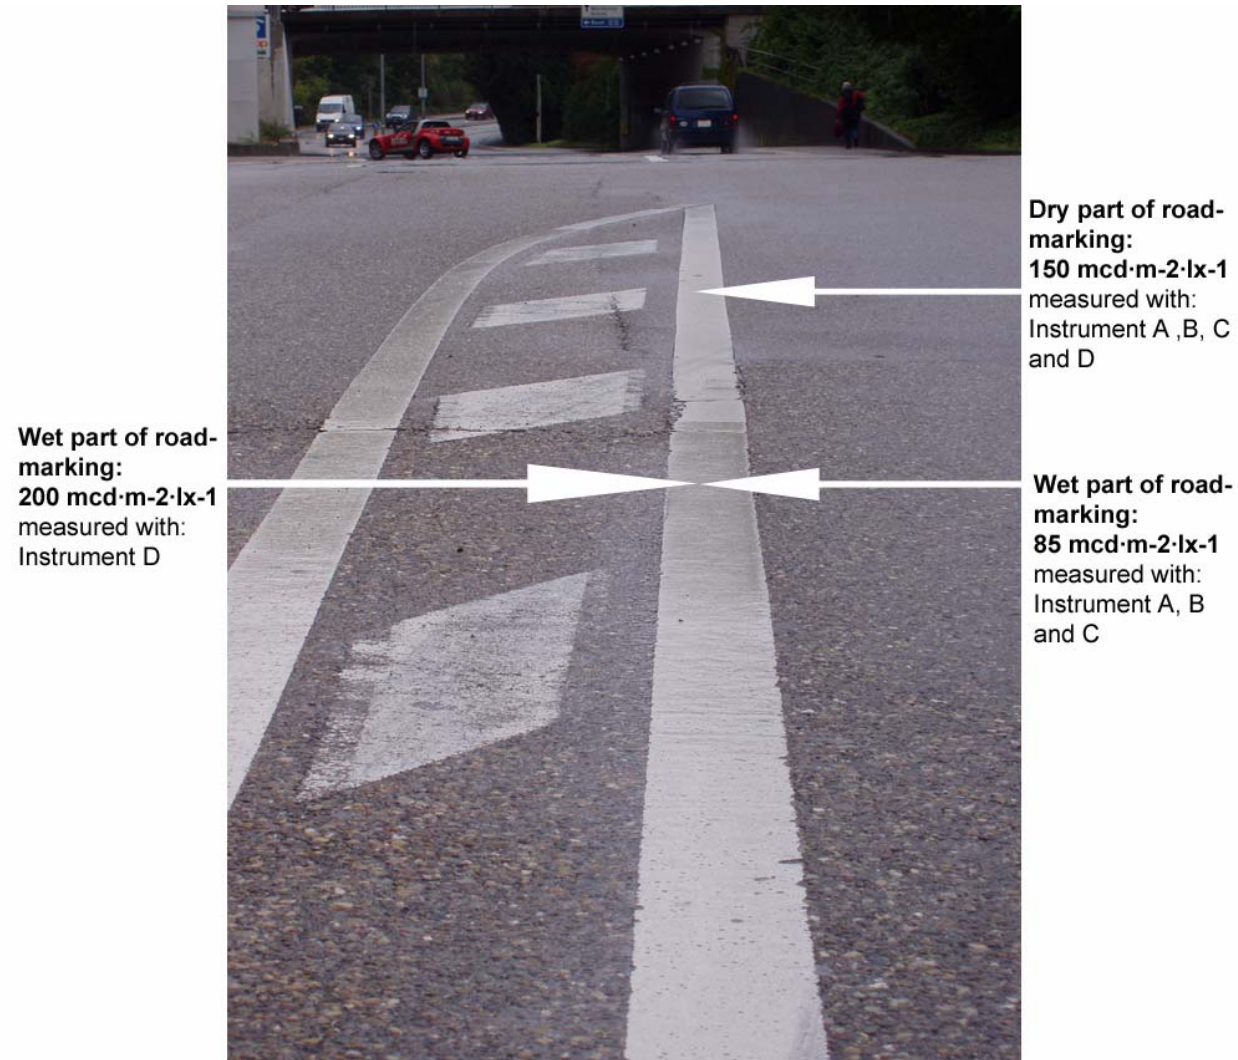 Dry part of road-
marking:
150 mcd·m-2·lx-1
measured with:
Instrument A ,B, C
and D
Wet part of road-
marking:
200 mcd·m-2·lx-1
measured with:
Instrument D
Wet part of road-
marking:
85 mcd·m-2·lx-1
measured with:
Instrument A, B
and C